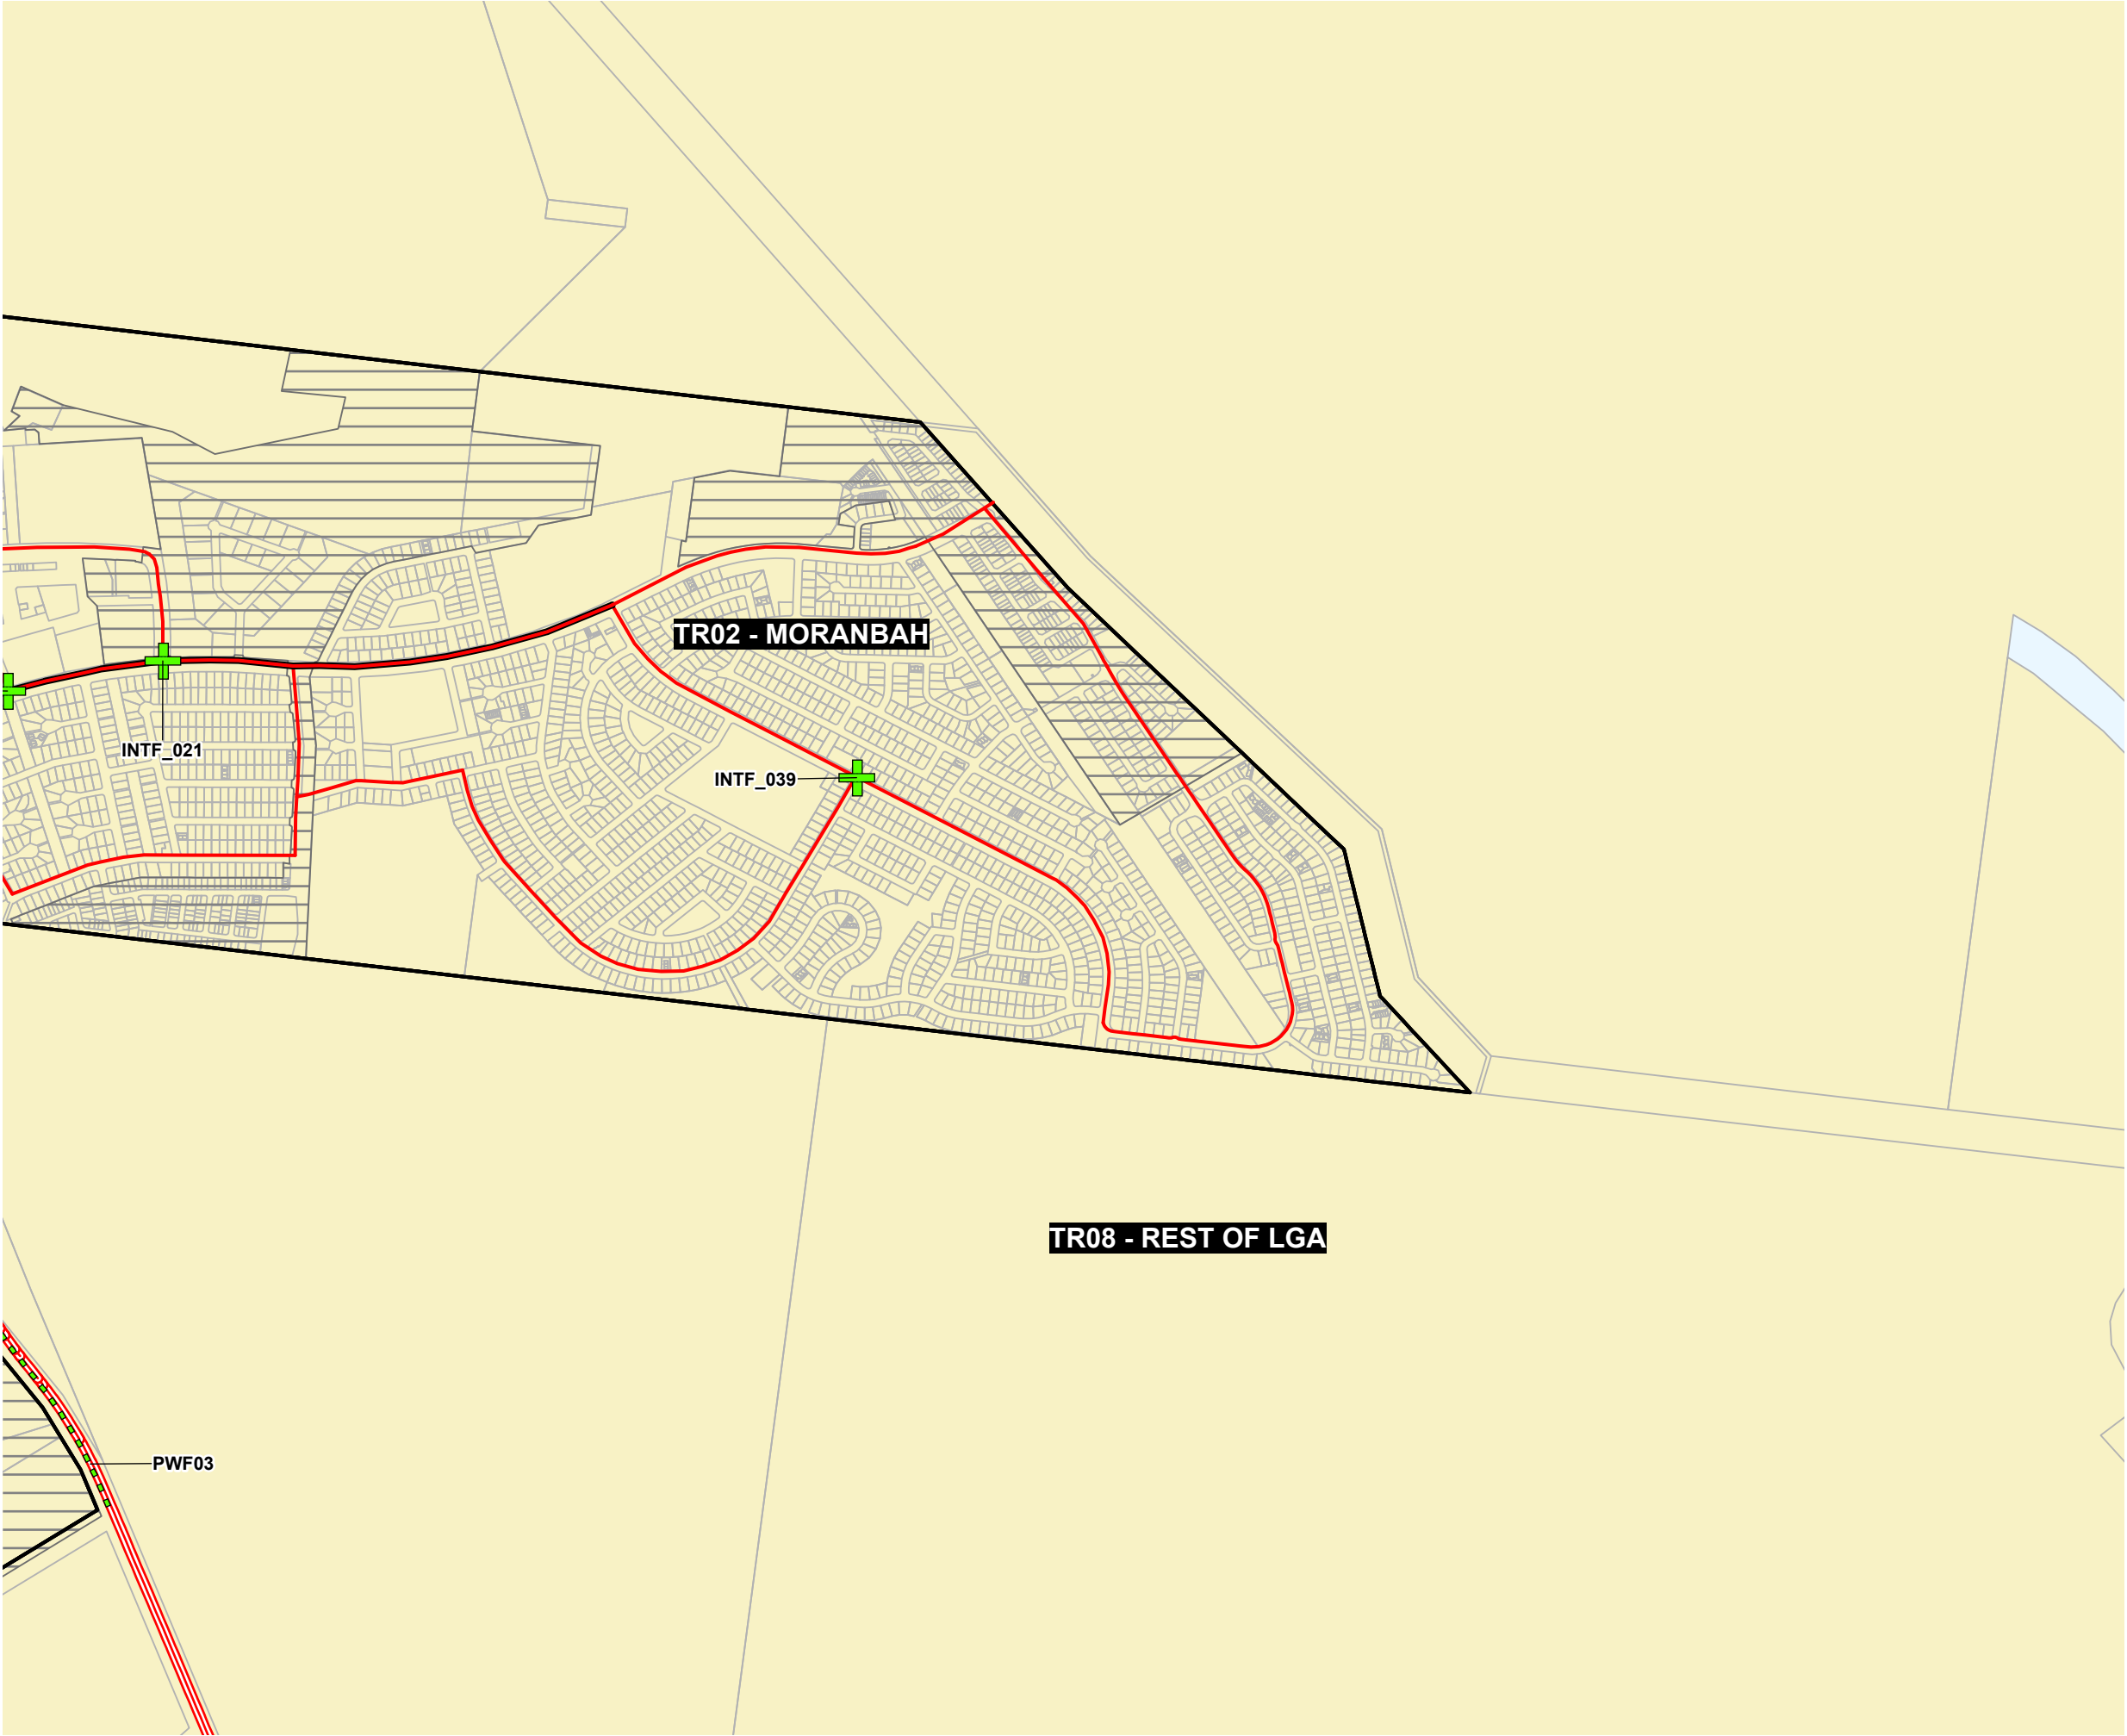 TR02 - MORANBAH
INTF_021
INTF_039
TR08 - REST OF LGA
PWF03